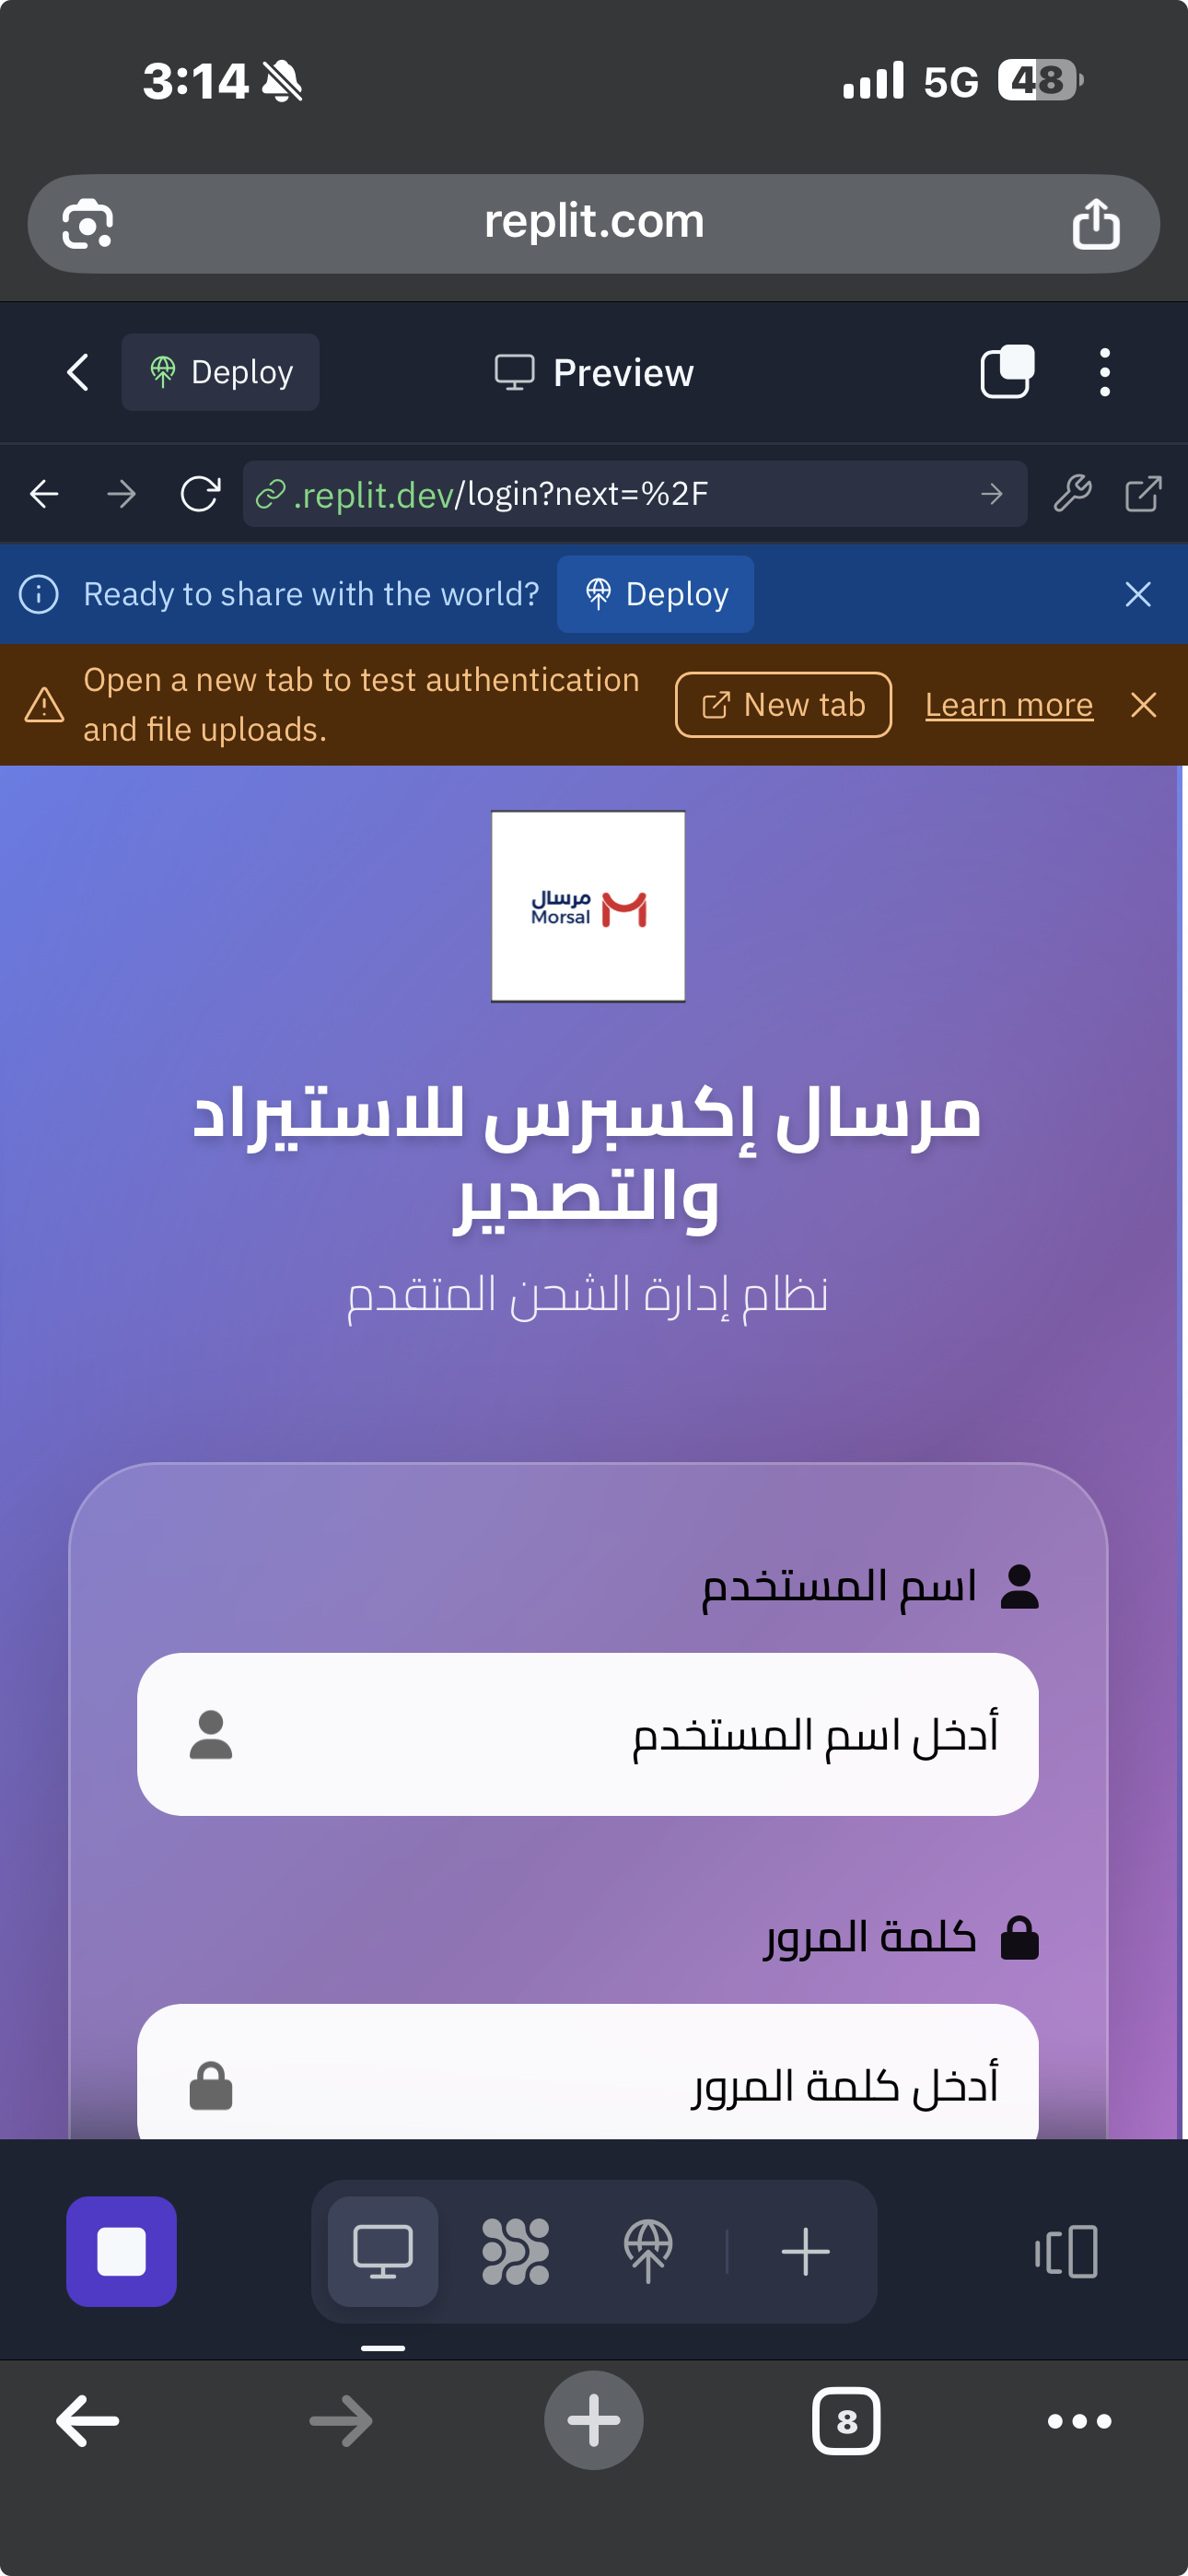 3:14
5G
48
replit.com
Deploy
Preview
.replit.dev/login?next=%2F
Ready to share with the world?
Deploy
Open a new tab to test authentication
and file uploads.
New tab
Learn more
مرسال
Morsal
مرسال إكسبرس للاستيراد
والتصدير
نظام إدارة الشحن المتقدم
اسم المستخدم
أدخل اسم المستخدم
كلمة المرور
أدخل كلمة المرور
8